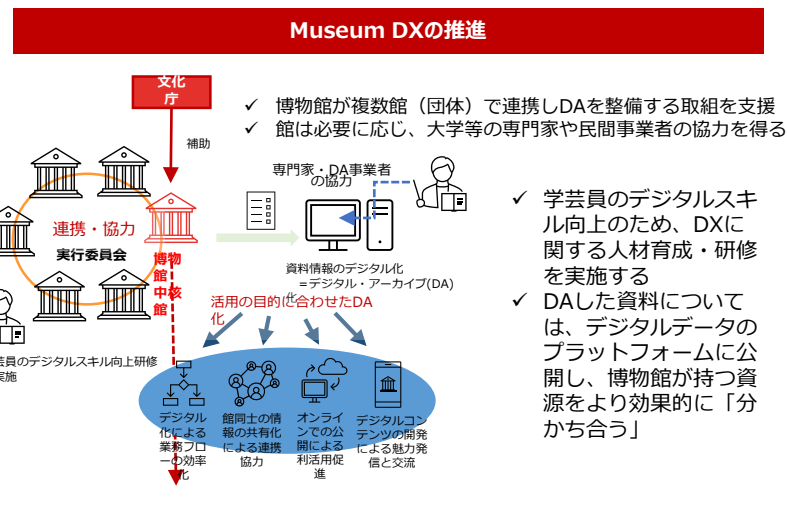 Museum DXの推進
文化
庁
補助
✓ 博物館が複数館（団体）で連携しDAを整備する取組を支援
✓ 館は必要に応じ、大学等の専門家や民間事業者の協力を得る
専門家・DA事業者
の協力
連携・協力
実行委員会
博物
館
中核
館
資料情報のデジタル化
＝デジタル・アーカイブ(DA)
化
活用の目的に合わせたDA
化
芸員のデジタルスキル向上研修
実施
デジタル
化による
業務フロ
ーの効率
化
館同士の情
報の共有化
による連携
協力
オンライ
ンでの公
開による
利活用促
進
デジタルコン
テンツの開発
による魅力発
信と交流
✓ 学芸員のデジタルスキ
ル向上のため、DXに
関する人材育成・研修
を実施する
✓ DAした資料について
は、デジタルデータの
プラットフォームに公
開し、博物館が持つ資
源をより効果的に「分
かち合う」